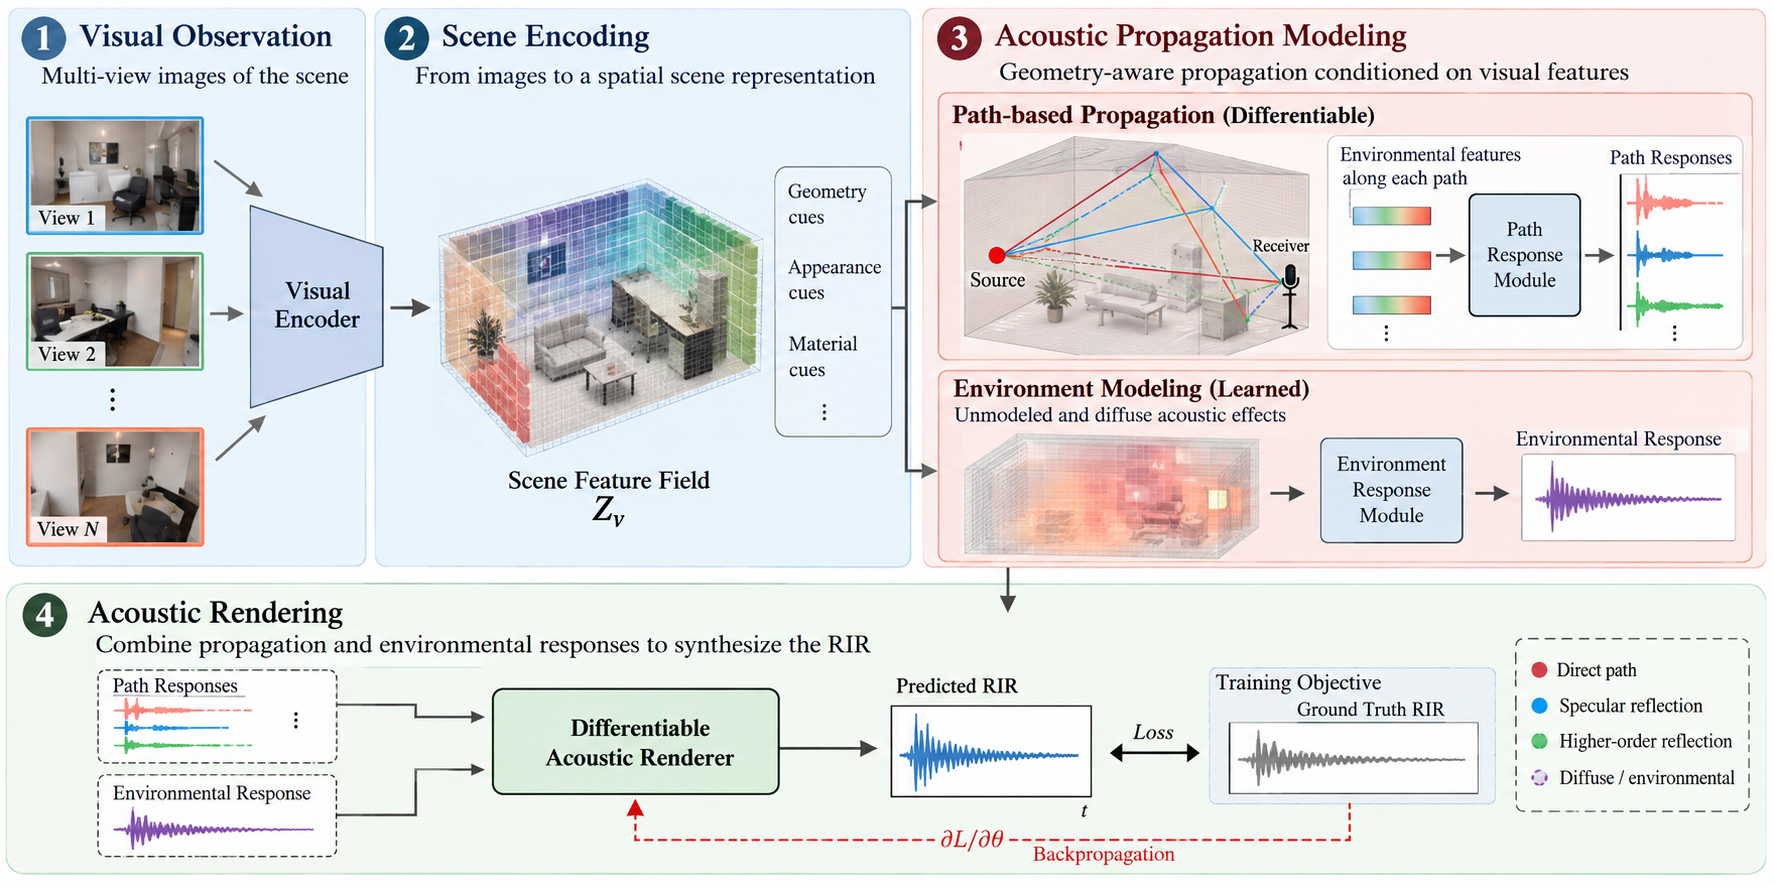 1 Visual Observation
Multi-view images of the scene
View 1
View 2
⋮
View N
Visual
Encoder
2 Scene Encoding
From images to a spatial scene representation
Scene Feature Field
Z_v
Geometry
cues
Appearance
cues
Material
cues
⋮
3 Acoustic Propagation Modeling
Geometry-aware propagation conditioned on visual features
Path-based Propagation (Differentiable)
Source
Receiver
Environmental features
along each path
⋮
Path
Response
Module
Path Responses
⋮
Environment Modeling (Learned)
Unmodeled and diffuse acoustic effects
Environment
Response
Module
Environmental Response
4 Acoustic Rendering
Combine propagation and environmental responses to synthesize the RIR
Path Responses
⋮
Environmental Response
Differentiable
Acoustic Renderer
Predicted RIR
t
Loss
Training Objective
Ground Truth RIR
∂L/∂θ
Backpropagation
Direct path
Specular reflection
Higher-order reflection
Diffuse / environmental